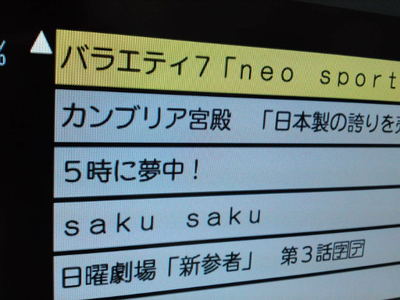 %
バラエティ7「neo sport
カンブリア宮殿 「日本製の誇りを
5時に夢中!
saku saku
日曜劇場「新参者」 第3話字デ